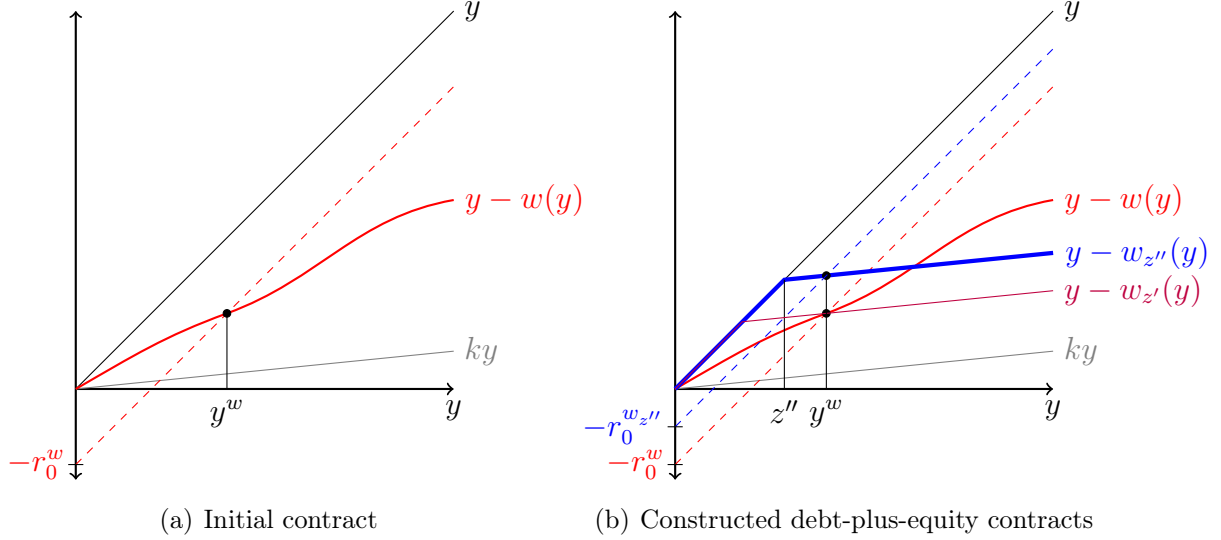 y
y − w(y)
ky
y^w
y
−r_0^w
(a) Initial contract
y
y − w(y)
y − w_{z''}(y)
y − w_{z'}(y)
ky
z'' y^w
y
−r_0^{w_{z''}}
−r_0^w
(b) Constructed debt-plus-equity contracts